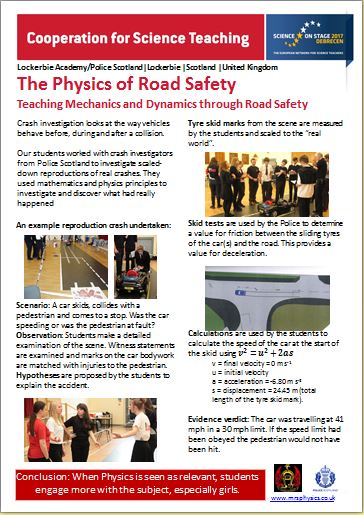 Cooperation for Science Teaching
SCIENCE ON STAGE 2017
DEBRECEN
THE EUROPEAN NETWORK FOR SCIENCE TEACHERS
Lockerbie Academy/Police Scotland|Lockerbie |Scotland |United Kingdom
The Physics of Road Safety
Teaching Mechanics and Dynamics through Road Safety
Crash investigation looks at the way vehicles
behave before, during and after a collision.
Our students worked with crash investigators
from Police Scotland to investigate scaled-
down reproductions of real crashes. They
used mathematics and physics principles to
investigate and discover what had really
happened
An example reproduction crash undertaken:
Scenario: A car skids, collides with a
pedestrian and comes to a stop. Was the car
speeding or was the pedestrian at fault?
Observation: Students make a detailed
examination of the scene. Witness statements
are examined and marks on the car bodywork
are matched with injuries to the pedestrian.
Hypotheses are proposed by the students to
explain the accident.
Tyre skid marks from the scene are measured
by the students and scaled to the "real
world".
Skid tests are used by the Police to determine
a value for friction between the sliding tyres
of the car(s) and the road. This provides a
value for deceleration.
Calculations are used by the students to
calculate the speed of the car at the start of
the skid using v² = u² + 2as
v = final velocity = 0 m s⁻¹
u = initial velocity
a = acceleration = -6.80m s²
s = displacement = 24.45 m (total
length of the tyre skid mark).
Evidence verdict: The car was travelling at 41
mph in a 30 mph limit. If the speed limit had
been obeyed the pedestrian would not have
been hit.
Conclusion: When Physics is seen as relevant, students
engage more with the subject, especially girls.
www.mrsphysics.co.uk